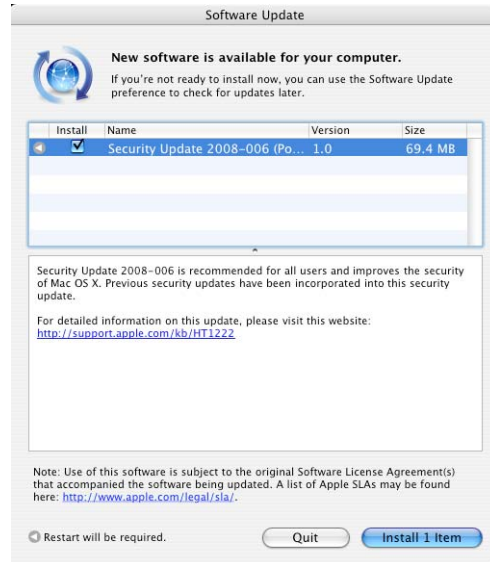 Software Update
New software is available for your computer.
If you're not ready to install now, you can use the Software Update
preference to check for updates later.
Install Name Version Size
Security Update 2008-006 (Po... 1.0 69.4 MB
Security Update 2008-006 is recommended for all users and improves the security
of Mac OS X. Previous security updates have been incorporated into this security
update.
For detailed information on this update, please visit this website:
http://support.apple.com/kb/HT1222
Note: Use of this software is subject to the original Software License Agreement(s)
that accompanied the software being updated. A list of Apple SLAs may be found
here: http://www.apple.com/legal/sla/.
Restart will be required. Quit Install 1 Item